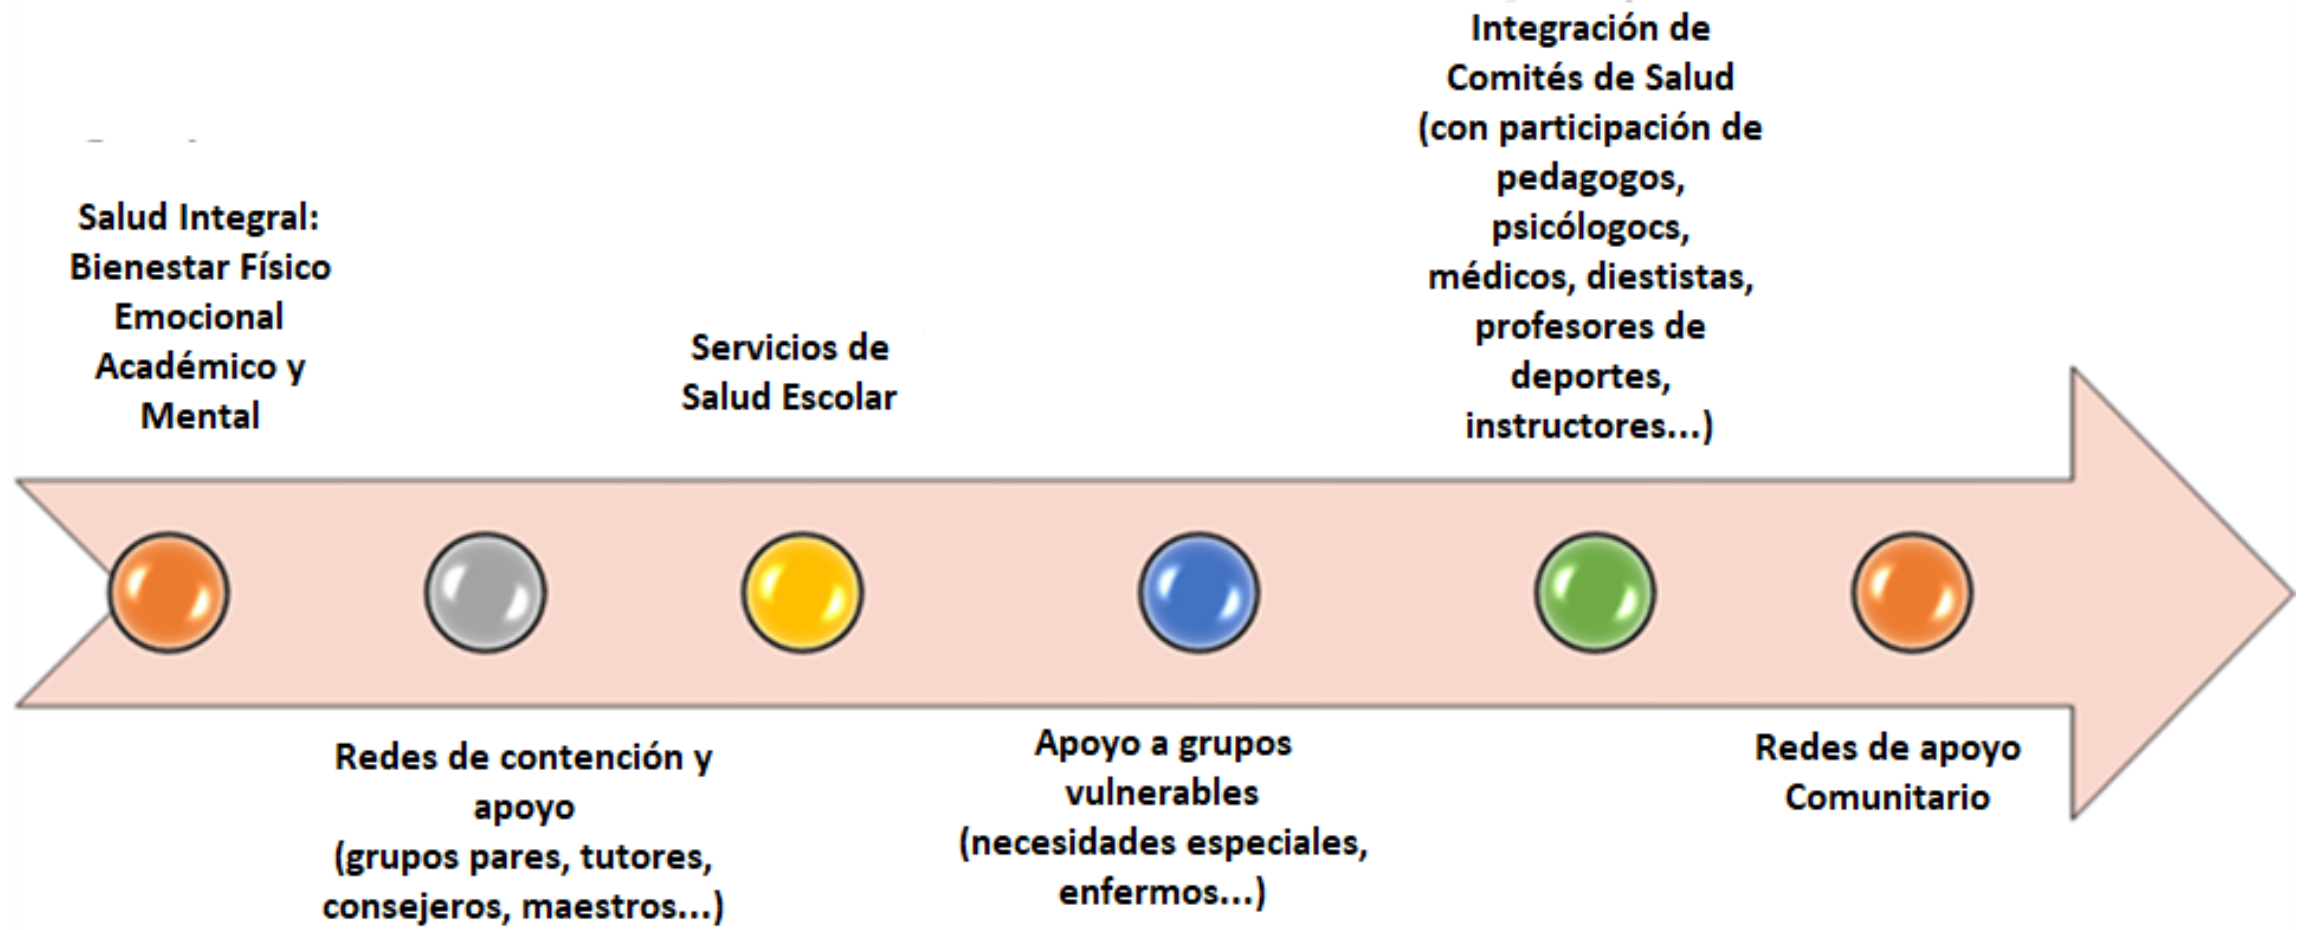 Salud Integral:
Bienestar Físico
Emocional
Académico y
Mental
Redes de contención y
apoyo
(grupos pares, tutores,
consejeros, maestros...)
Servicios de
Salud Escolar
Apoyo a grupos
vulnerables
(necesidades especiales,
enfermos...)
Integración de
Comités de Salud
(con participación de
pedagogos,
psicólogocs,
médicos, diestistas,
profesores de
deportes,
instructores...)
Redes de apoyo
Comunitario